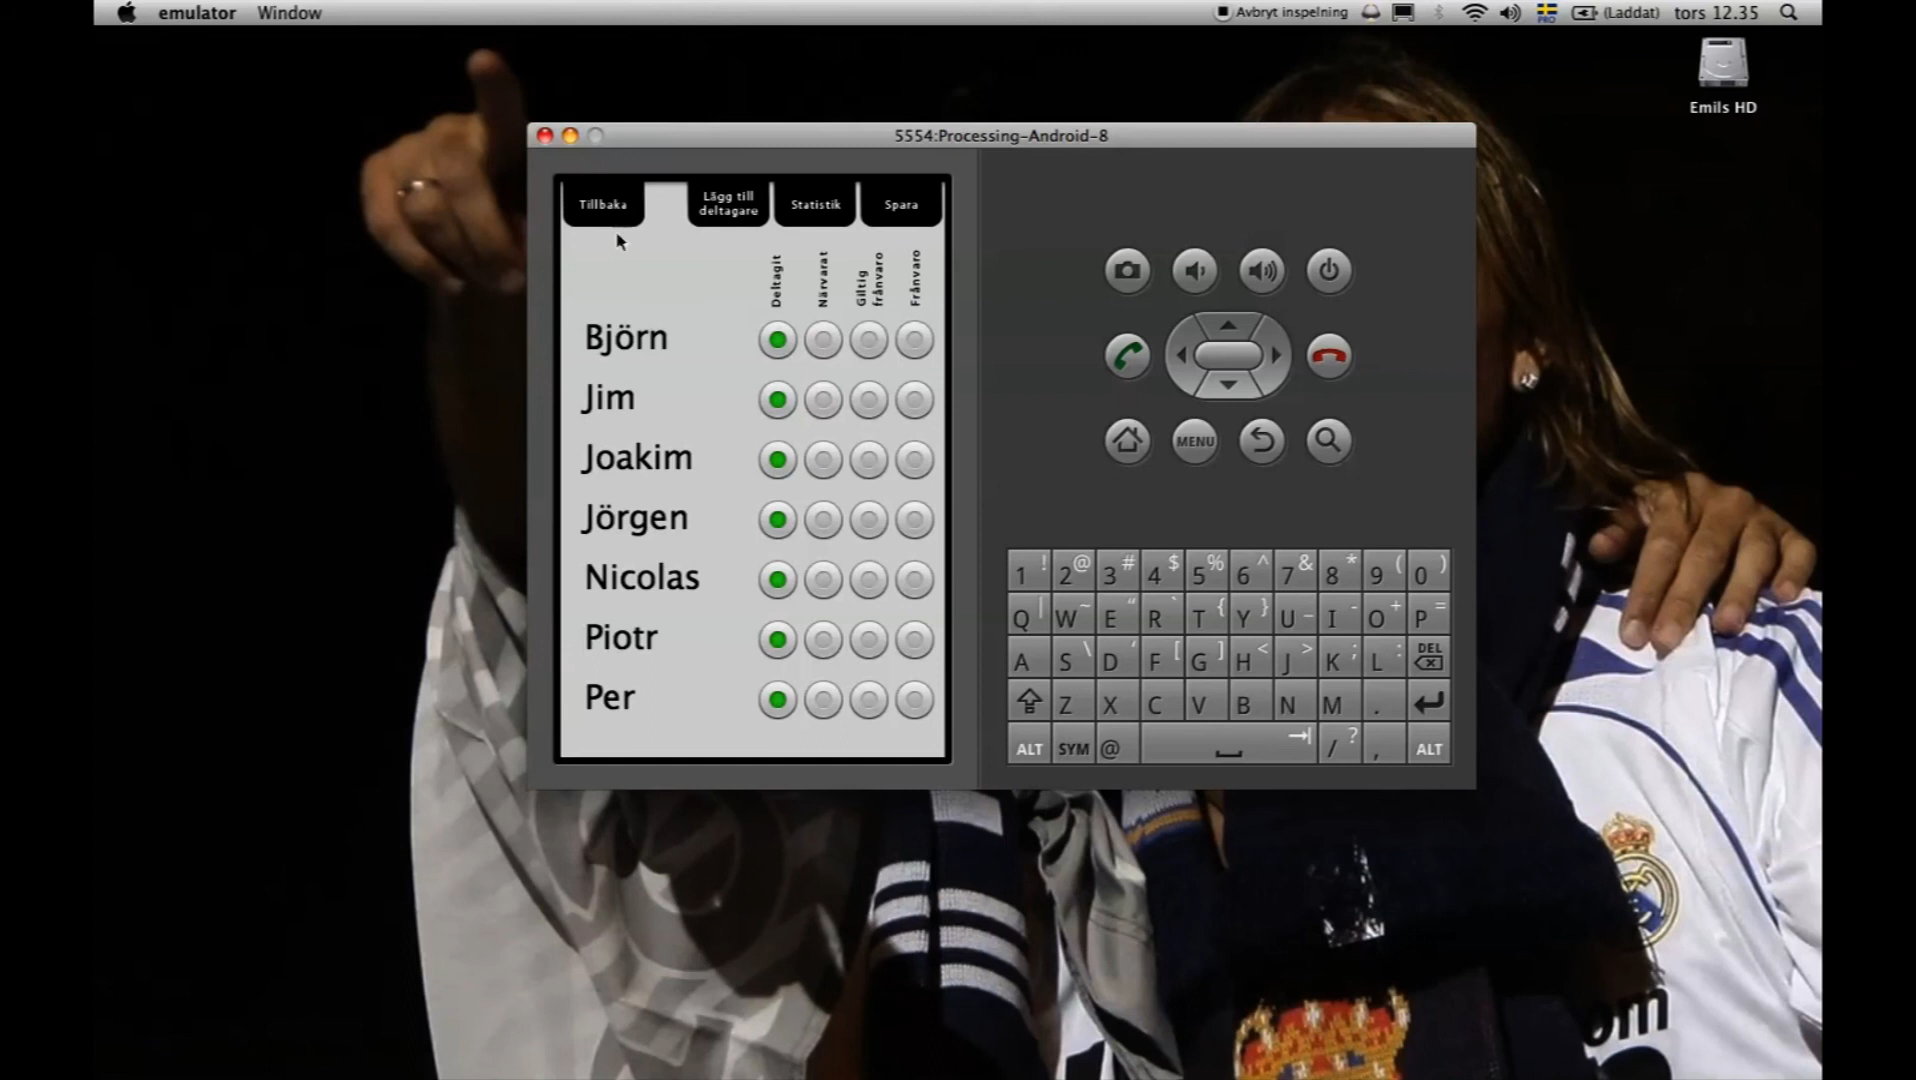 emulator Window
Avbryt inspelning PRO (Laddat) tors 12.35
Emils HD
5554:Processing-Android-8
Tillbaka
Lägg till
deltagare
Statistik
Spara
Deltagit
Närvarat
Giltig
frånvaro
Frånvaro
Björn
Jim
Joakim
Jörgen
Nicolas
Piotr
Per
MENU
1 ! 2 @ 3 # 4 $ 5 % 6 ^ 7 & 8 * 9 ( 0 )
Q | W ~ E " R ` T { Y } U _ I - O + P =
A S \ D ' F [ G ] H < J > K ; L : DEL
Z X C V B N M .
ALT SYM @ / ? , ALT
om